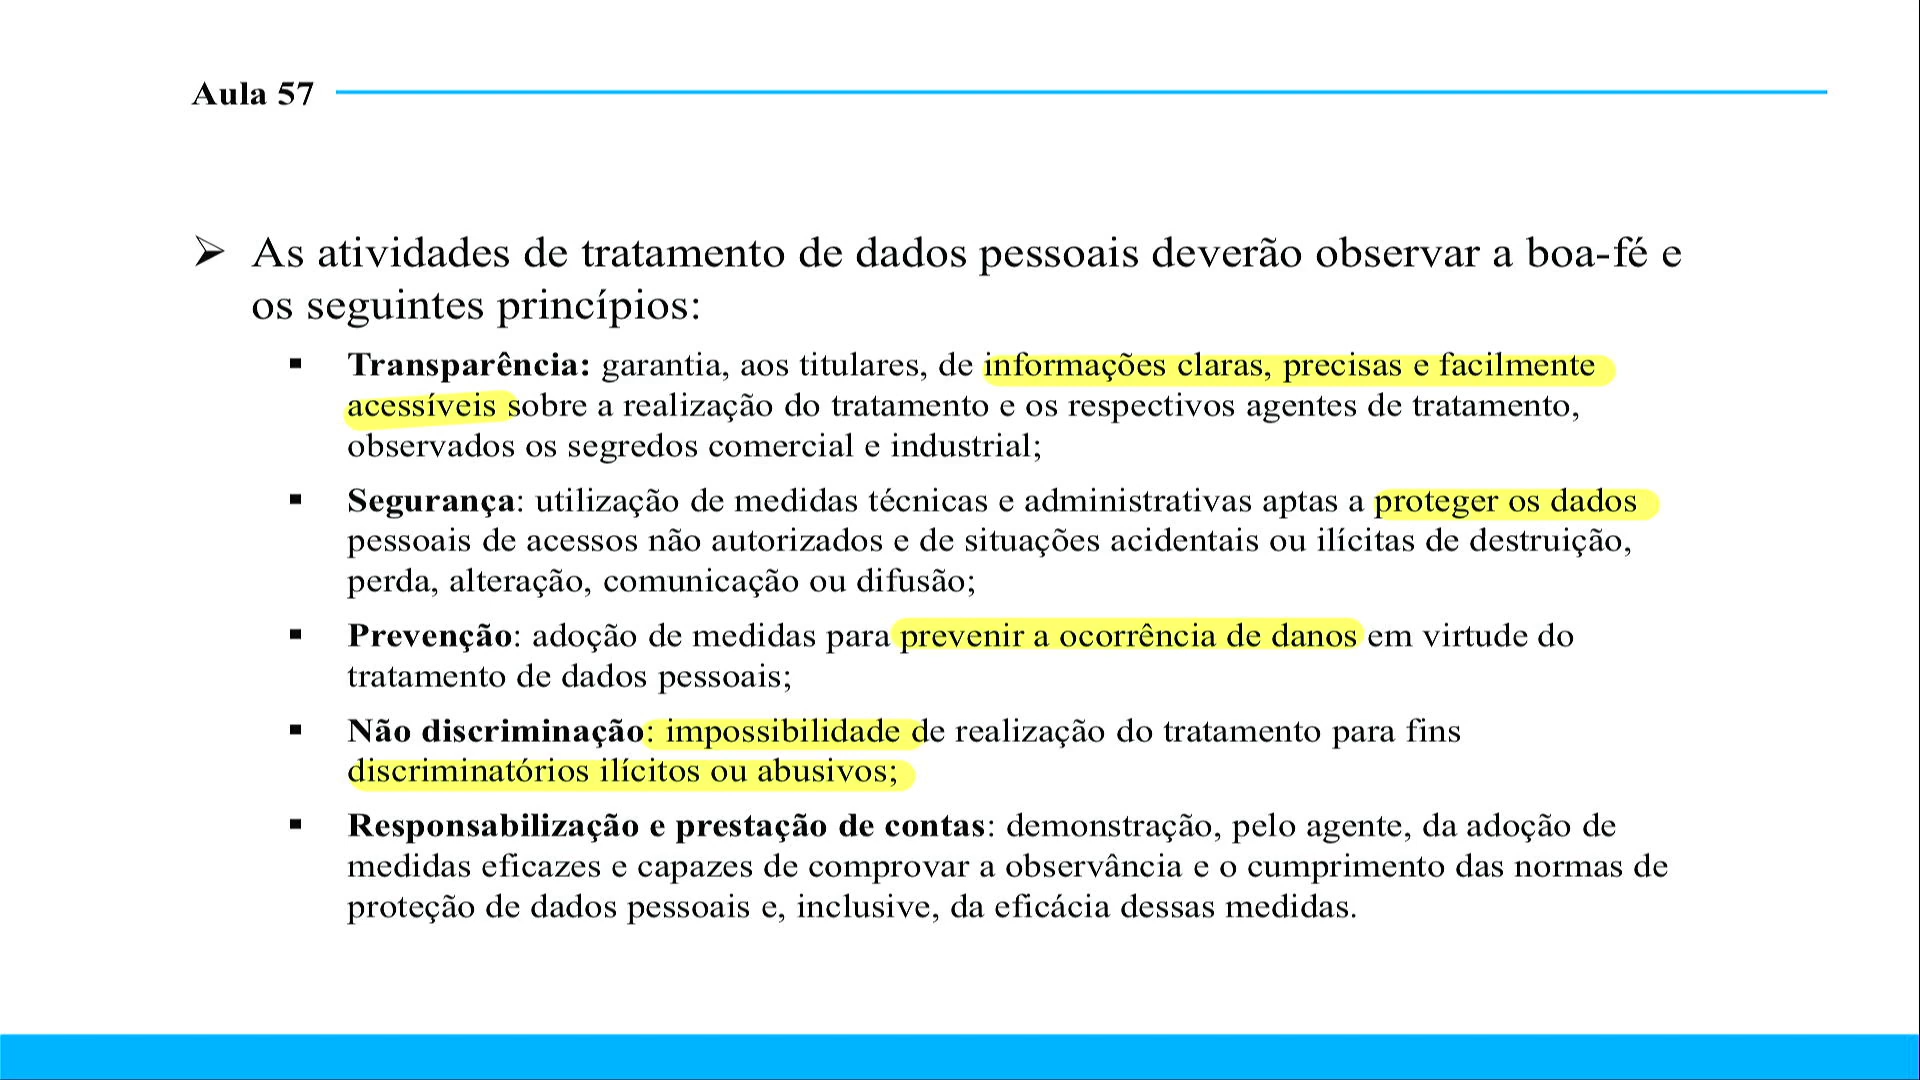 Aula 57
As atividades de tratamento de dados pessoais deverão observar a boa-fé e
os seguintes princípios:
Transparência: garantia, aos titulares, de informações claras, precisas e facilmente
acessíveis sobre a realização do tratamento e os respectivos agentes de tratamento,
observados os segredos comercial e industrial;
Segurança: utilização de medidas técnicas e administrativas aptas a proteger os dados
pessoais de acessos não autorizados e de situações acidentais ou ilícitas de destruição,
perda, alteração, comunicação ou difusão;
Prevenção: adoção de medidas para prevenir a ocorrência de danos em virtude do
tratamento de dados pessoais;
Não discriminação: impossibilidade de realização do tratamento para fins
discriminatórios ilícitos ou abusivos;
Responsabilização e prestação de contas: demonstração, pelo agente, da adoção de
medidas eficazes e capazes de comprovar a observância e o cumprimento das normas de
proteção de dados pessoais e, inclusive, da eficácia dessas medidas.